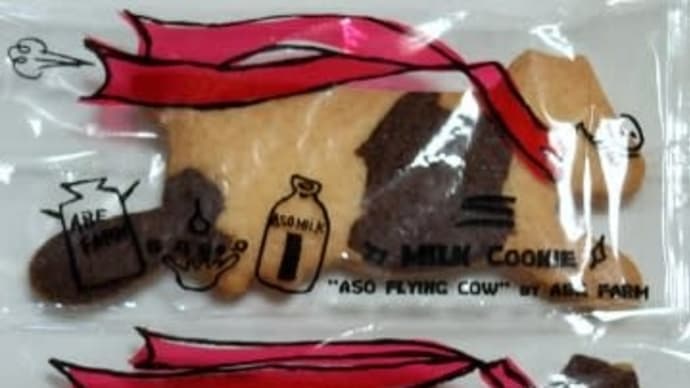 ABE
FARM
ASO MILK
MILK COOKIE
"ASO FLYING COW" BY ABE FARM